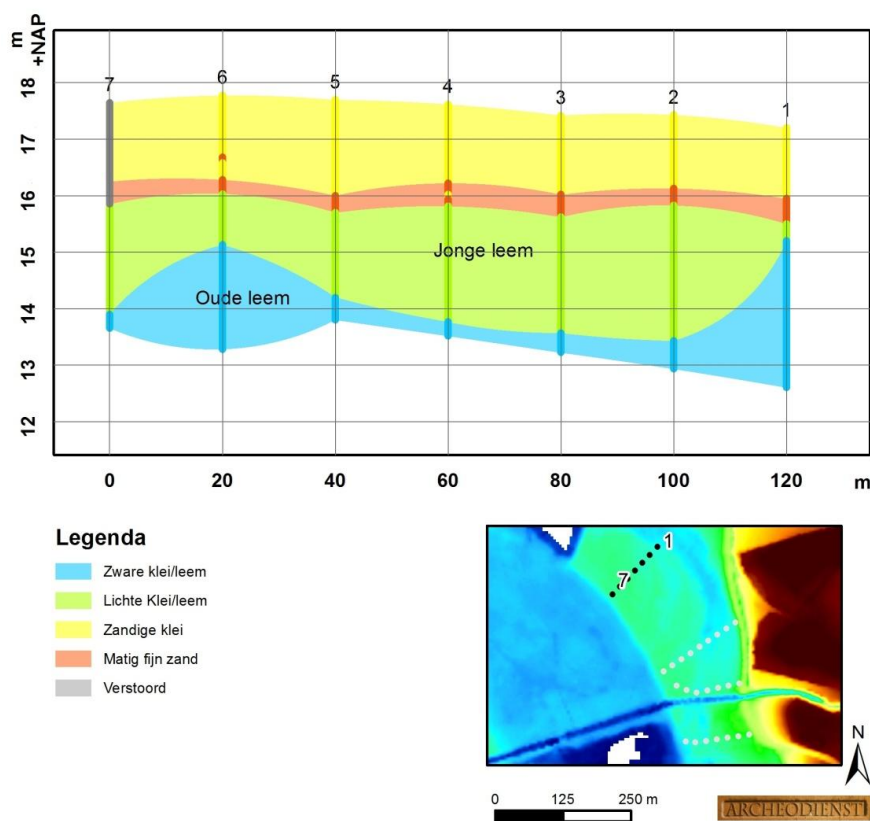 m
+NAP
18
17
16
15
14
13
12
7
6
5
4
3
2
1
Jonge leem
Oude leem
0 20 40 60 80 100 120 m
Legenda
Zware klei/leem
Lichte Klei/leem
Zandige klei
Matig fijn zand
Verstoord
1
7
N
0 125 250 m
ARCHEODIENST